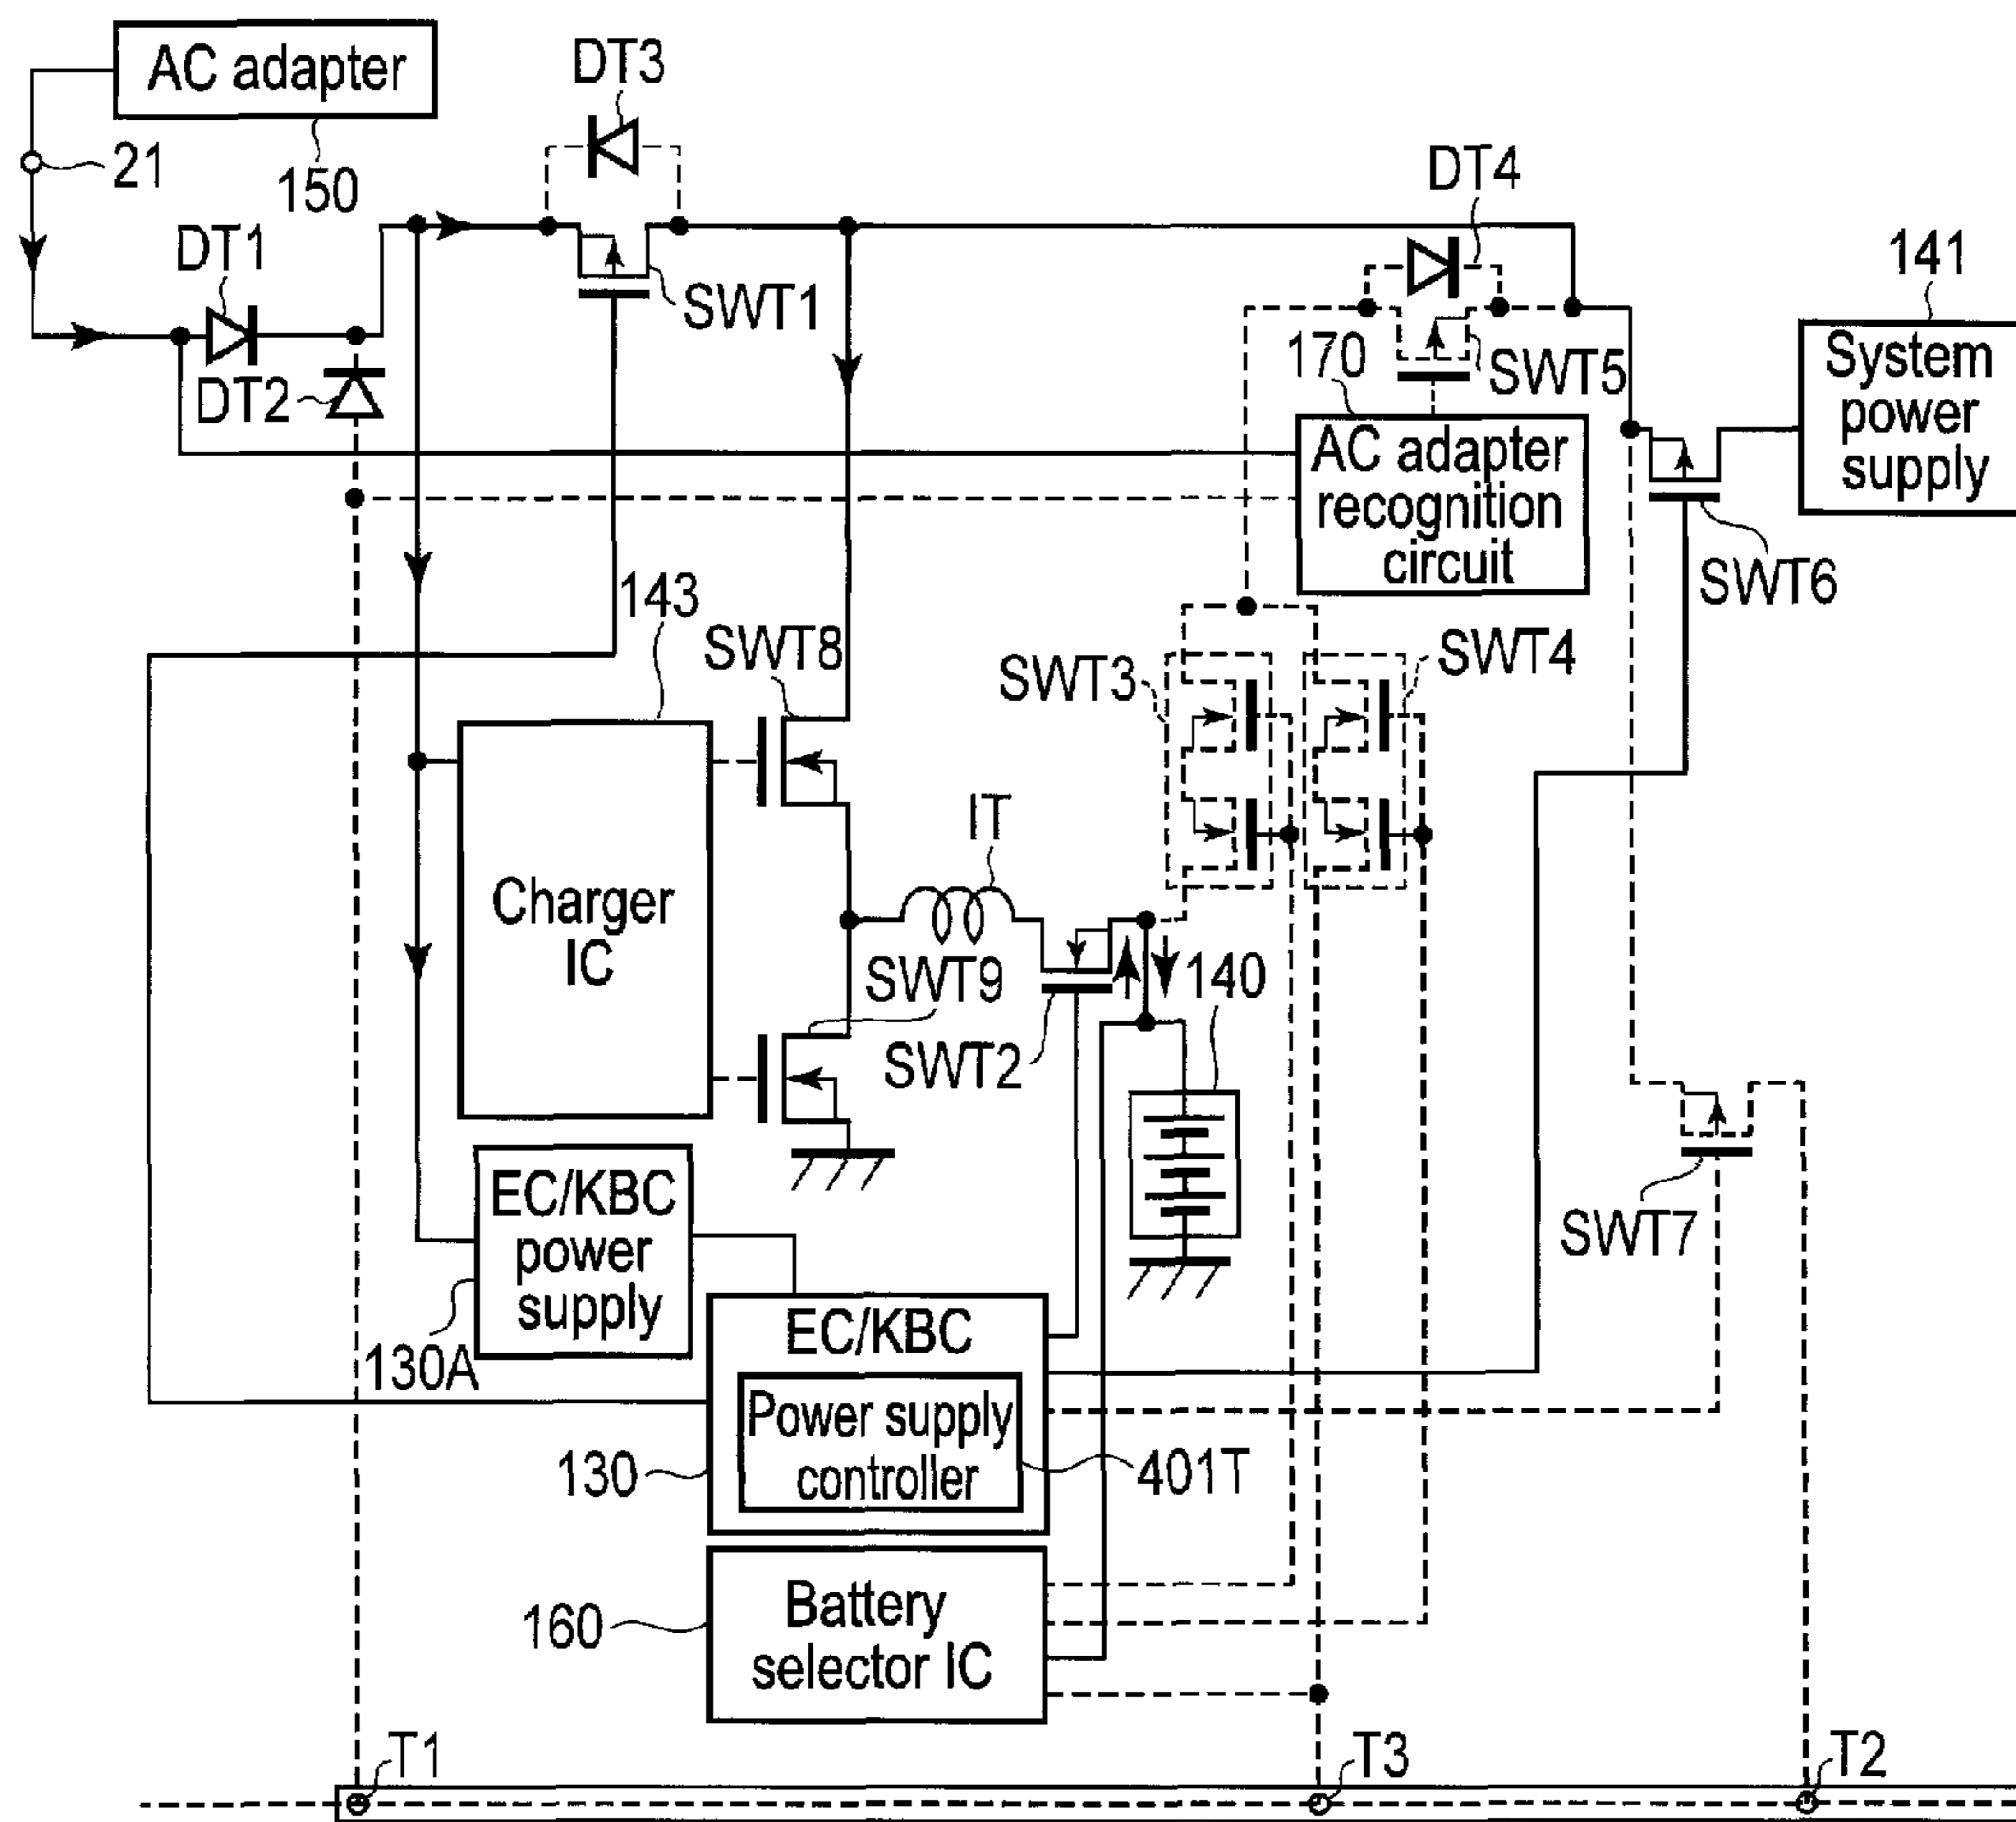 AC adapter
DT3
21
150
DT4
DT1
141
SWT1
170
SWT5
System
power
supply
DT2
AC adapter
recognition
circuit
SWT6
143
SWT8
SWT3
SWT4
IT
Charger
IC
SWT9
140
SWT2
EC/KBC
power
supply
SWT7
130A
EC/KBC
Power supply
controller
130
401T
Battery
selector IC
160
T1
T3
T2